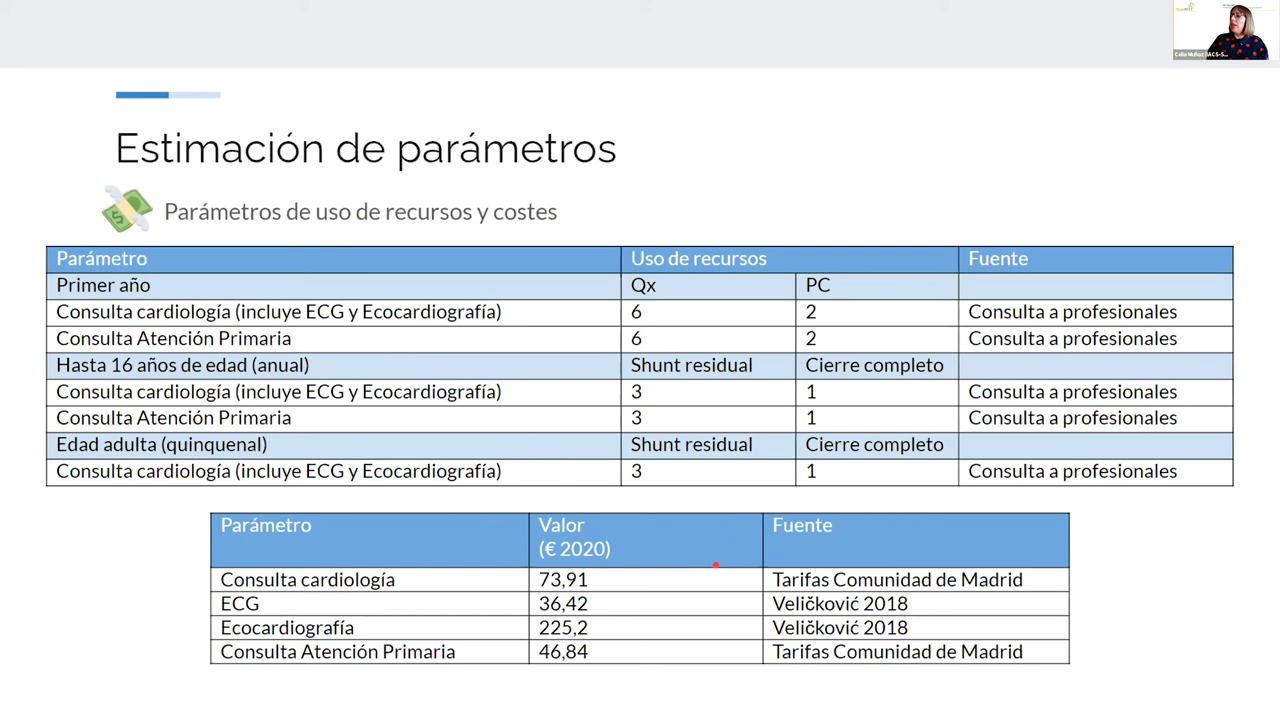 Celia Muñoz IACS-S...
Estimación de parámetros
Parámetros de uso de recursos y costes
Parámetro Uso de recursos Fuente
Primer año Qx PC
Consulta cardiología (incluye ECG y Ecocardiografía) 6 2 Consulta a profesionales
Consulta Atención Primaria 6 2 Consulta a profesionales
Hasta 16 años de edad (anual) Shunt residual Cierre completo
Consulta cardiología (incluye ECG y Ecocardiografía) 3 1 Consulta a profesionales
Consulta Atención Primaria 3 1 Consulta a profesionales
Edad adulta (quinquenal) Shunt residual Cierre completo
Consulta cardiología (incluye ECG y Ecocardiografía) 3 1 Consulta a profesionales
Parámetro Valor Fuente
(€ 2020)
Consulta cardiología 73,91 Tarifas Comunidad de Madrid
ECG 36,42 Veličković 2018
Ecocardiografía 225,2 Veličković 2018
Consulta Atención Primaria 46,84 Tarifas Comunidad de Madrid